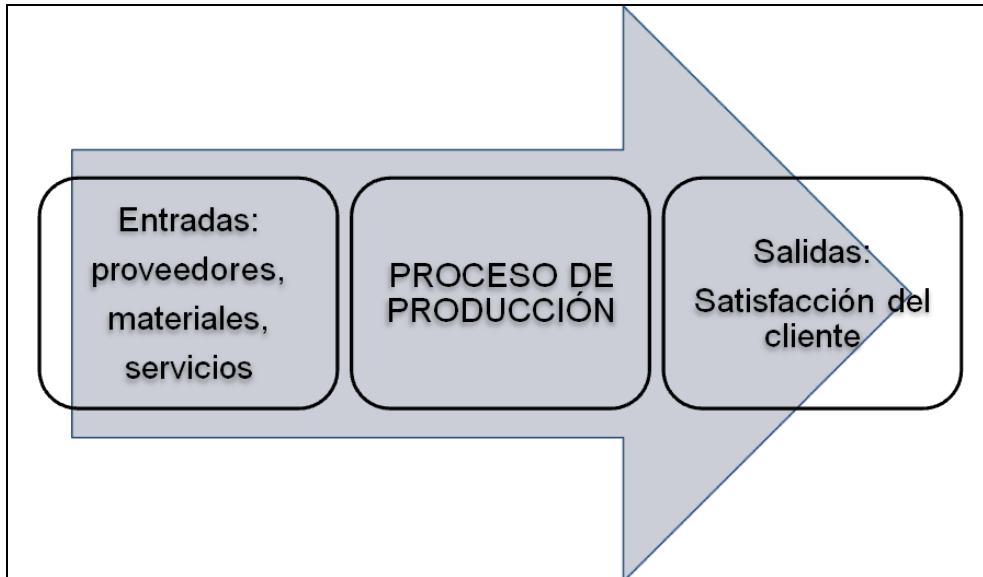 Entradas:
proveedores,
materiales,
servicios
PROCESO DE
PRODUCCIÓN
Salidas:
Satisfacción del
cliente